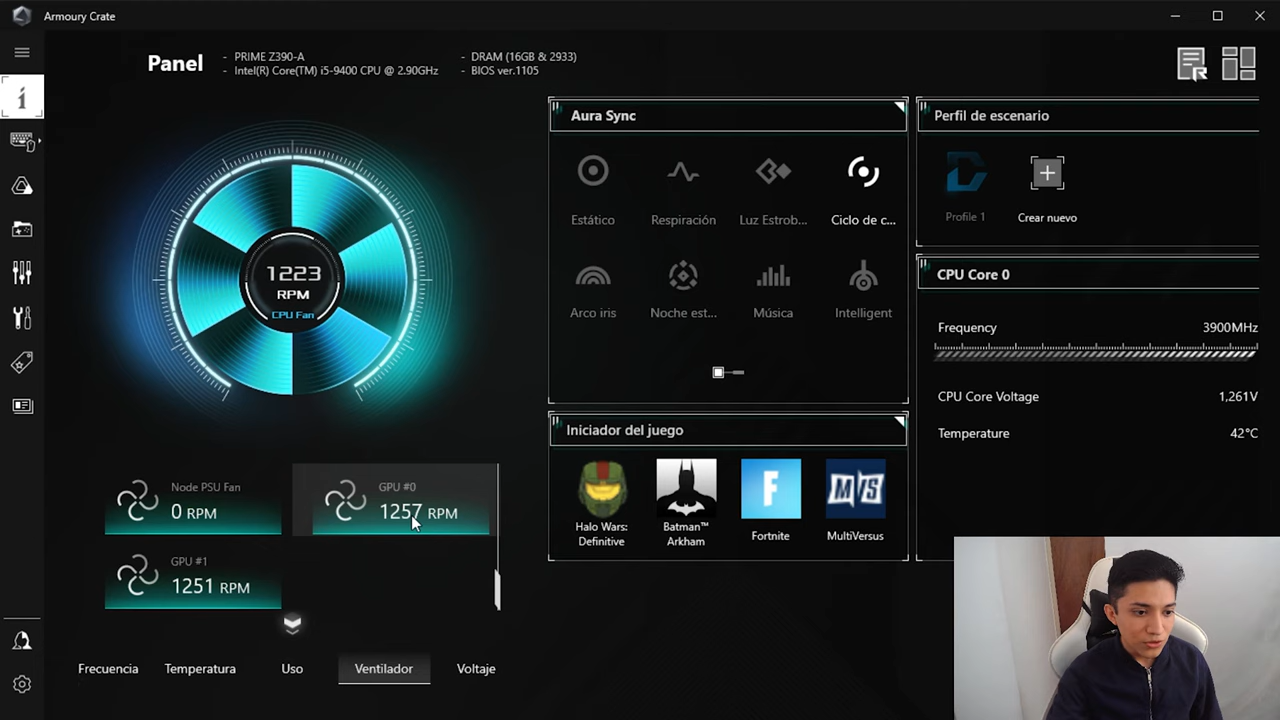 Armoury Crate
Panel
- PRIME Z390-A
- Intel(R) Core(TM) i5-9400 CPU @ 2.90GHz
- DRAM (16GB & 2933)
- BIOS ver.1105
1223
RPM
CPU Fan
Node PSU Fan
0 RPM
GPU #0
1257 RPM
GPU #1
1251 RPM
Frecuencia
Temperatura
Uso
Ventilador
Voltaje
Aura Sync
Estático
Respiración
Luz Estrob...
Ciclo de c...
Arco iris
Noche est...
Música
Intelligent
Iniciador del juego
Halo Wars:
Definitive
Batman™
Arkham
F
Fortnite
M/S
MultiVersus
Perfil de escenario
Profile 1
Crear nuevo
CPU Core 0
Frequency
3900MHz
CPU Core Voltage
1,261V
Temperature
42°C